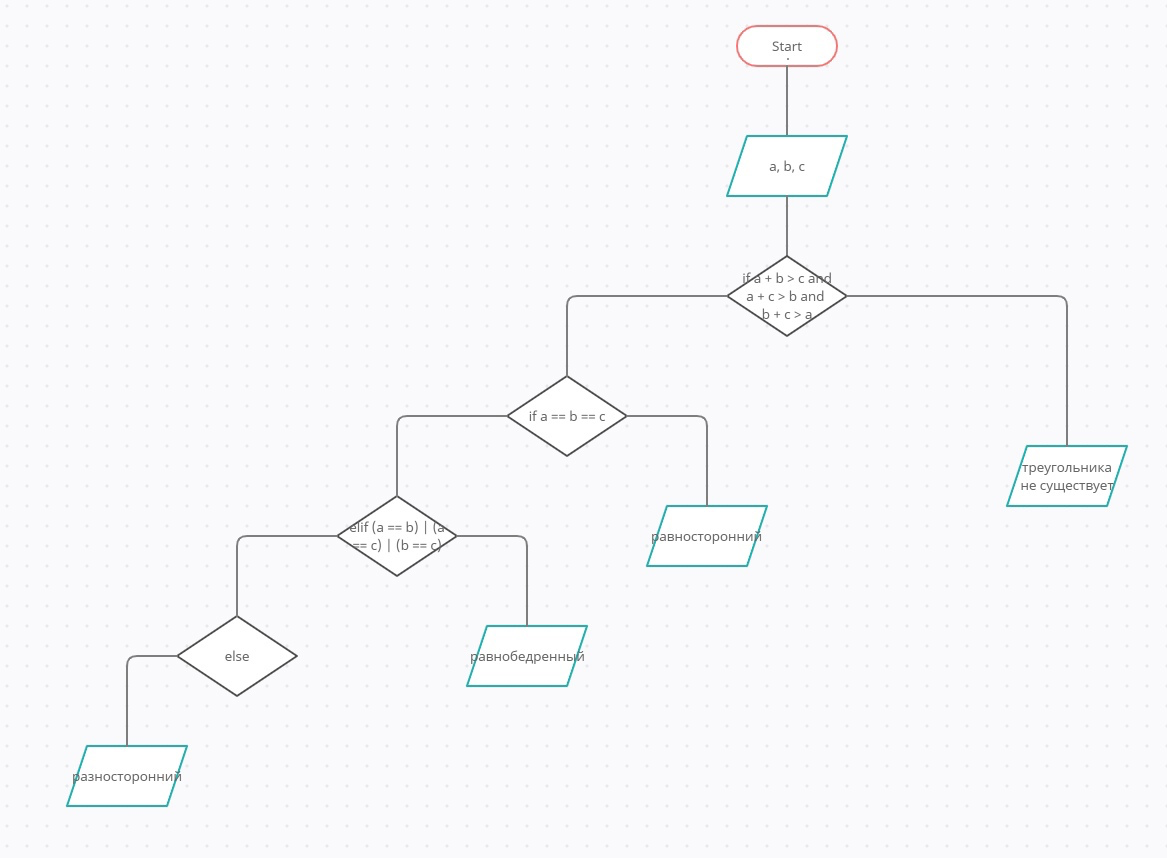 Start
a, b, c
if a + b > c and
a + c > b and
b + c > a
if a == b == c
треугольника
не существует
elif (a == b) | (a
== c) | (b == c)
равносторонний
else
равнобедренный
разносторонний